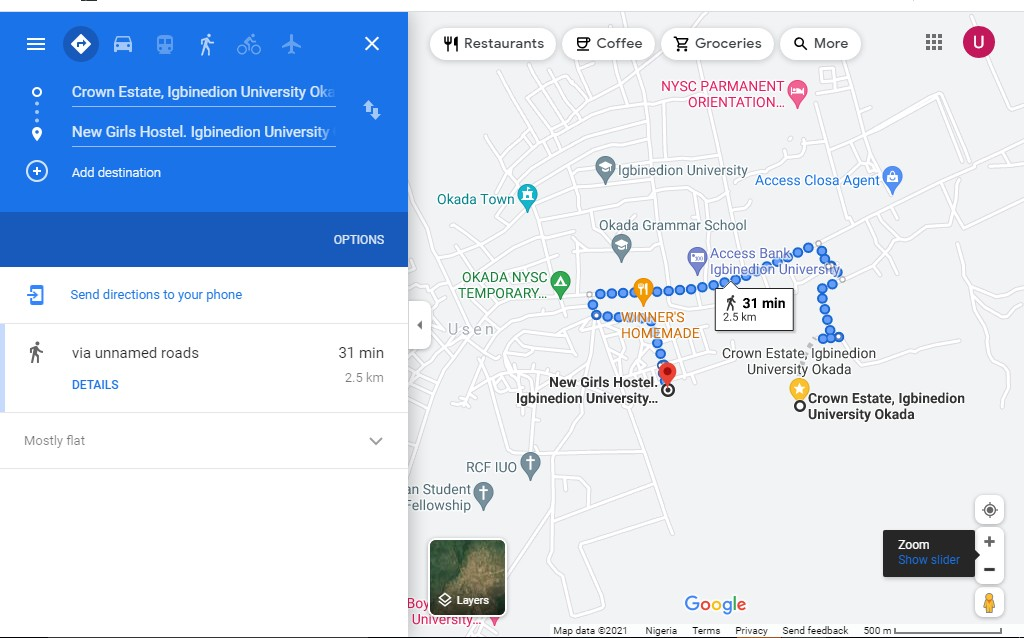 Crown Estate, Igbinedion University Oka
New Girls Hostel. Igbinedion University
Add destination
OPTIONS
Send directions to your phone
via unnamed roads
31 min
2.5 km
DETAILS
Mostly flat
Restaurants
Coffee
Groceries
More
U
NYSC PARMANENT
ORIENTATION...
Igbinedion University
Access Closa Agent
Okada Town
Okada Grammar School
Access Bank
Igbinedion University
OKADA NYSC
TEMPORARY...
31 min
2.5 km
WINNER'S
HOMEMADE
Usen
Crown Estate, Igbinedion
University Okada
New Girls Hostel.
Igbinedion University...
Crown Estate, Igbinedion
University Okada
RCF IUO
an Student
Fellowship
Zoom
Show slider
Layers
Boy
University...
Google
Map data ©2021 Nigeria Terms Privacy Send feedback 500 m